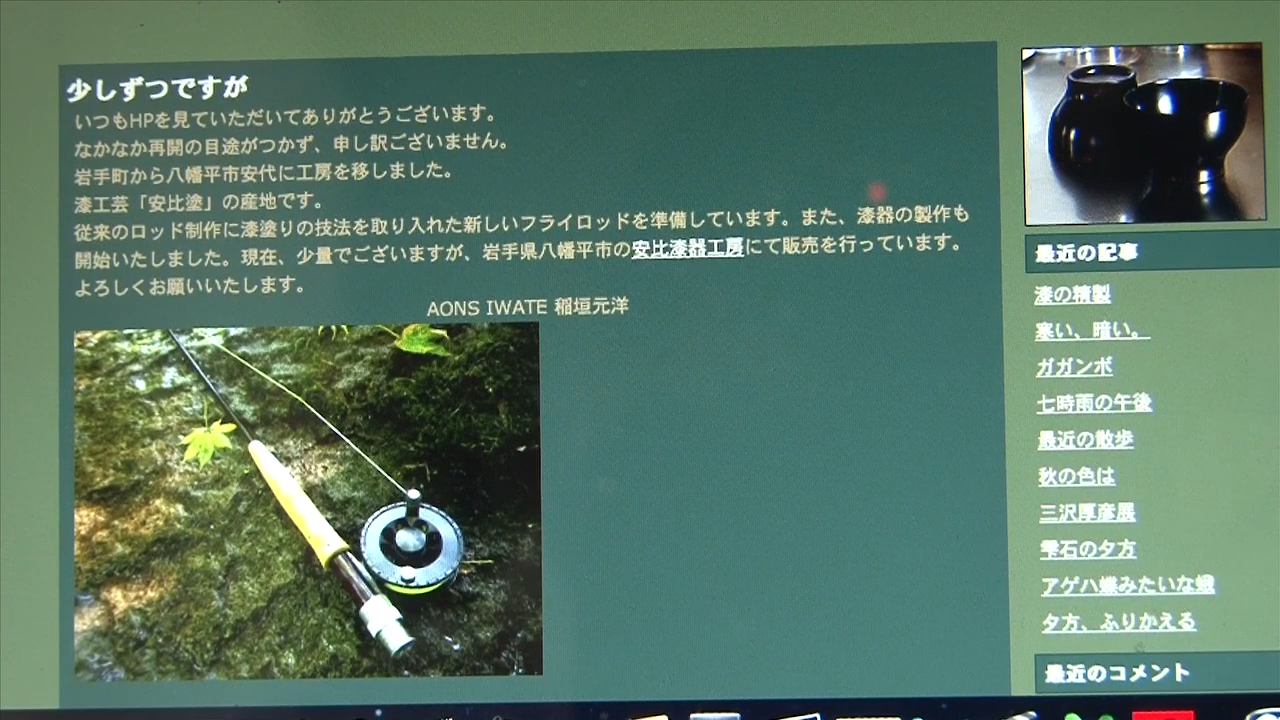 少しずつですが
いつもHPを見ていただいてありがとうございます。
なかなか再開の目途がつかず、申し訳ございません。
岩手町から八幡平市安代に工房を移しました。
漆工芸「安比塗」の産地です。
従来のロッド制作に漆塗りの技法を取り入れた新しいフライロッドを準備しています。また、漆器の製作も
開始いたしました。現在、少量でございますが、岩手県八幡平市の安比漆器工房にて販売を行っています。
よろしくお願いいたします。
AONS IWATE 稲垣元洋
最近の記事
漆の精製
寒い、暗い。
ガガンボ
七時雨の午後
最近の散歩
秋の色は
三沢厚彦展
雫石の夕方
アゲハ蝶みたいな蛾
夕方、ふりかえる
最近のコメント